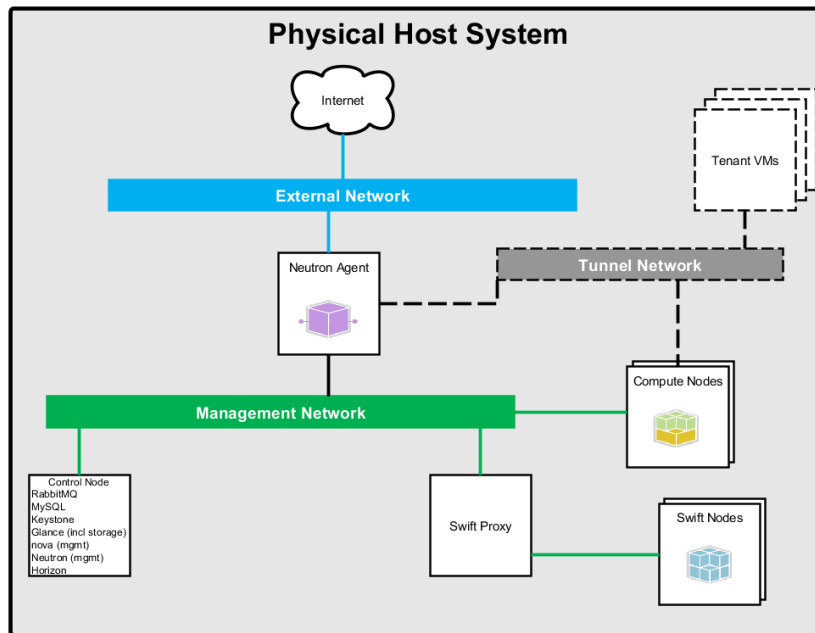 Physical Host System
Internet
Tenant VMs
External Network
Neutron Agent
Tunnel Network
Compute Nodes
Management Network
Control Node
RabbitMQ
MySQL
Keystone
Glance (incl storage)
nova (mgmt)
Neutron (mgmt)
Horizon
Swift Proxy
Swift Nodes